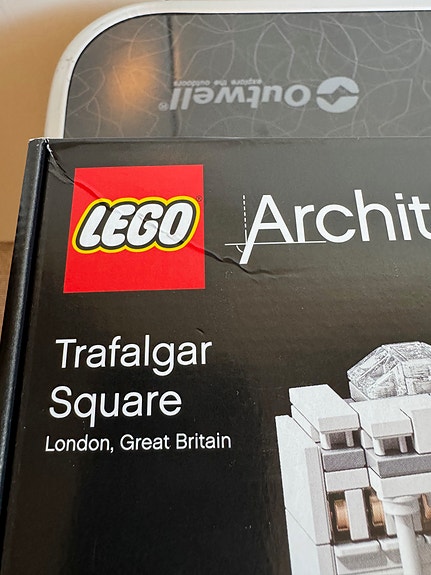 Outwell®
explore the outdoors
LEGO®
Archit
Trafalgar
Square
London, Great Britain